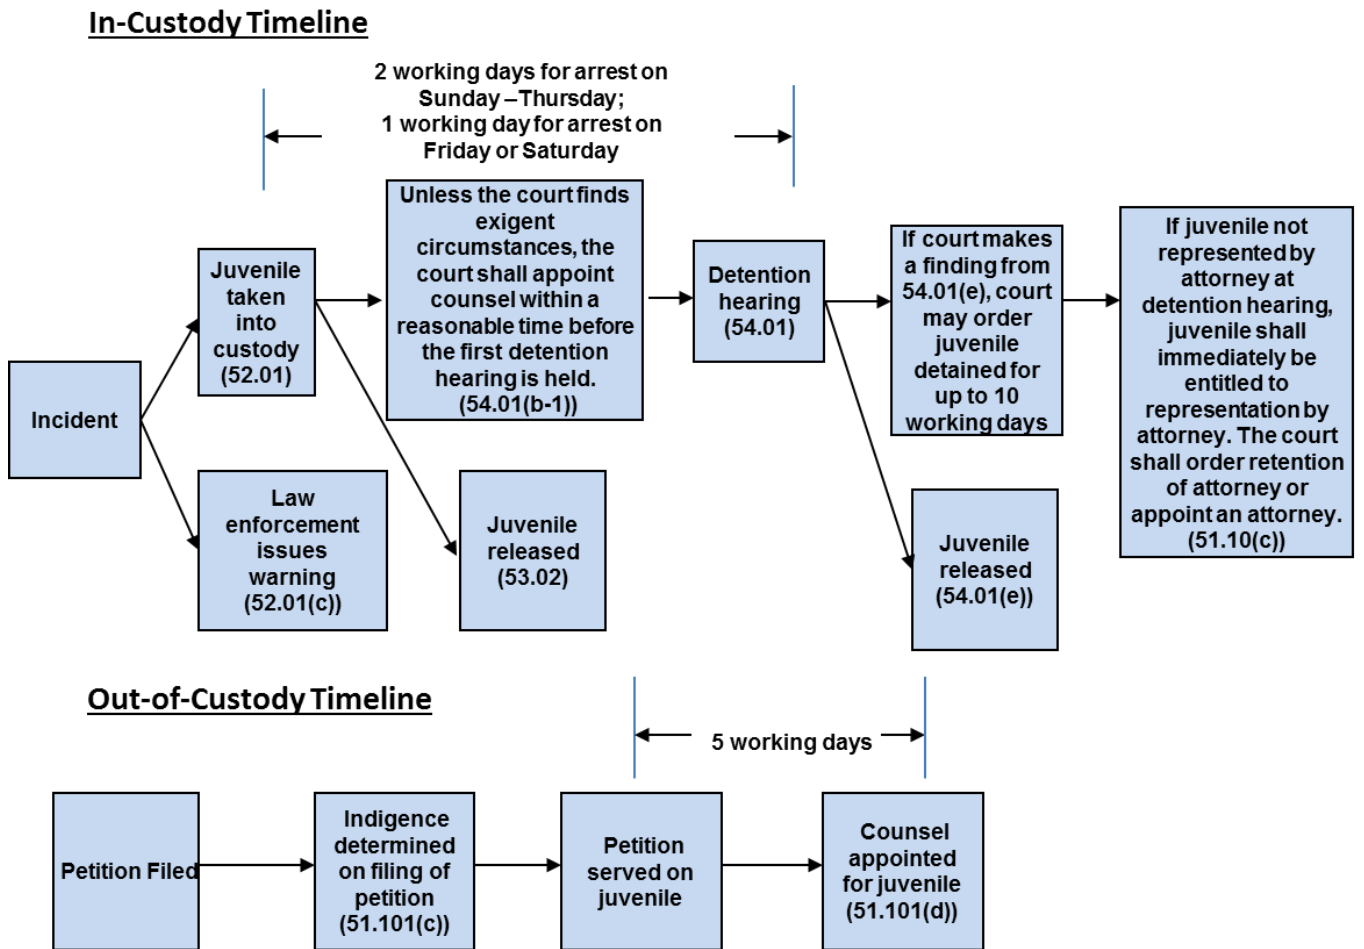 In-Custody Timeline
2 working days for arrest on
Sunday –Thursday;
1 working day for arrest on
Friday or Saturday
Incident
Juvenile
taken
into
custody
(52.01)
Law
enforcement
issues
warning
(52.01(c))
Unless the court finds
exigent
circumstances, the
court shall appoint
counsel within a
reasonable time before
the first detention
hearing is held.
(54.01(b-1))
Juvenile
released
(53.02)
Detention
hearing
(54.01)
If court makes
a finding from
54.01(e), court
may order
juvenile
detained for
up to 10
working days
Juvenile
released
(54.01(e))
If juvenile not
represented by
attorney at
detention hearing,
juvenile shall
immediately be
entitled to
representation by
attorney. The court
shall order retention
of attorney or
appoint an attorney.
(51.10(c))
Out-of-Custody Timeline
5 working days
Petition Filed
Indigence
determined
on filing of
petition
(51.101(c))
Petition
served on
juvenile
Counsel
appointed
for juvenile
(51.101(d))